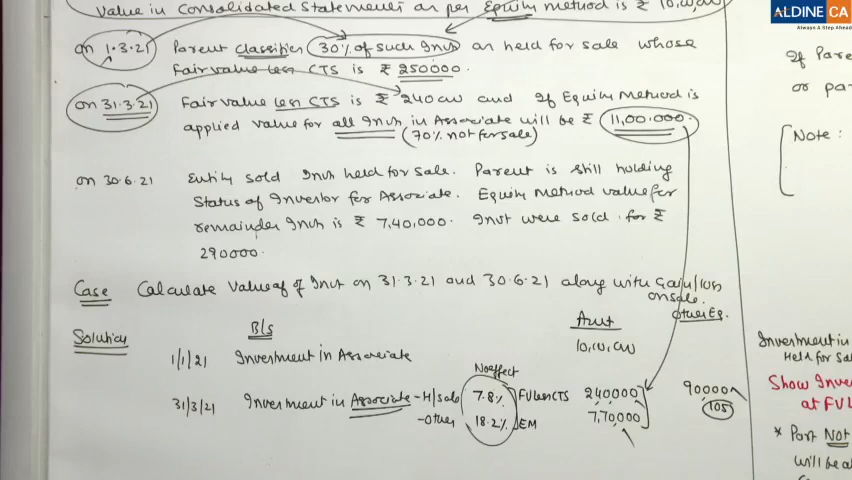 value in Consolidated Statements as per Equity method is ₹ 10,00,000
ALDINE CA
Always A Step Ahead
on 1.3.21 Parent classifies 30% of such Invt as held for sale whose
Fair value less CTS is ₹ 250000.
on 31.3.21 Fair value less CTS is ₹ 240000 and If Equity Method is
applied value for all Invt in Associate will be ₹ 11,00,000.
(70% not for sale)
on 30.6.21 Entity sold Invt held for sale. Parent is still holding
Status of Investor for Associate. Equity Method value for
remainder Invt is ₹ 7,40,000. Invt were sold for ₹
290000.
Case Calculate value of Invt on 31.3.21 and 30.6.21 along with Gain/loss
on sale.
Solution B/s Amt other Eq.
1/1/21 Investment in Associate 10,00,000
No effect
31/3/21 Investment in Associate - H/sale 7.8% FV less CTS 240000 90000
- Other 18.2% EM 7,70,000 loss
If Pare
or pa
Note :
Investment in
Held for Sa
Show Inve
at FVL
* Part Not
will be a